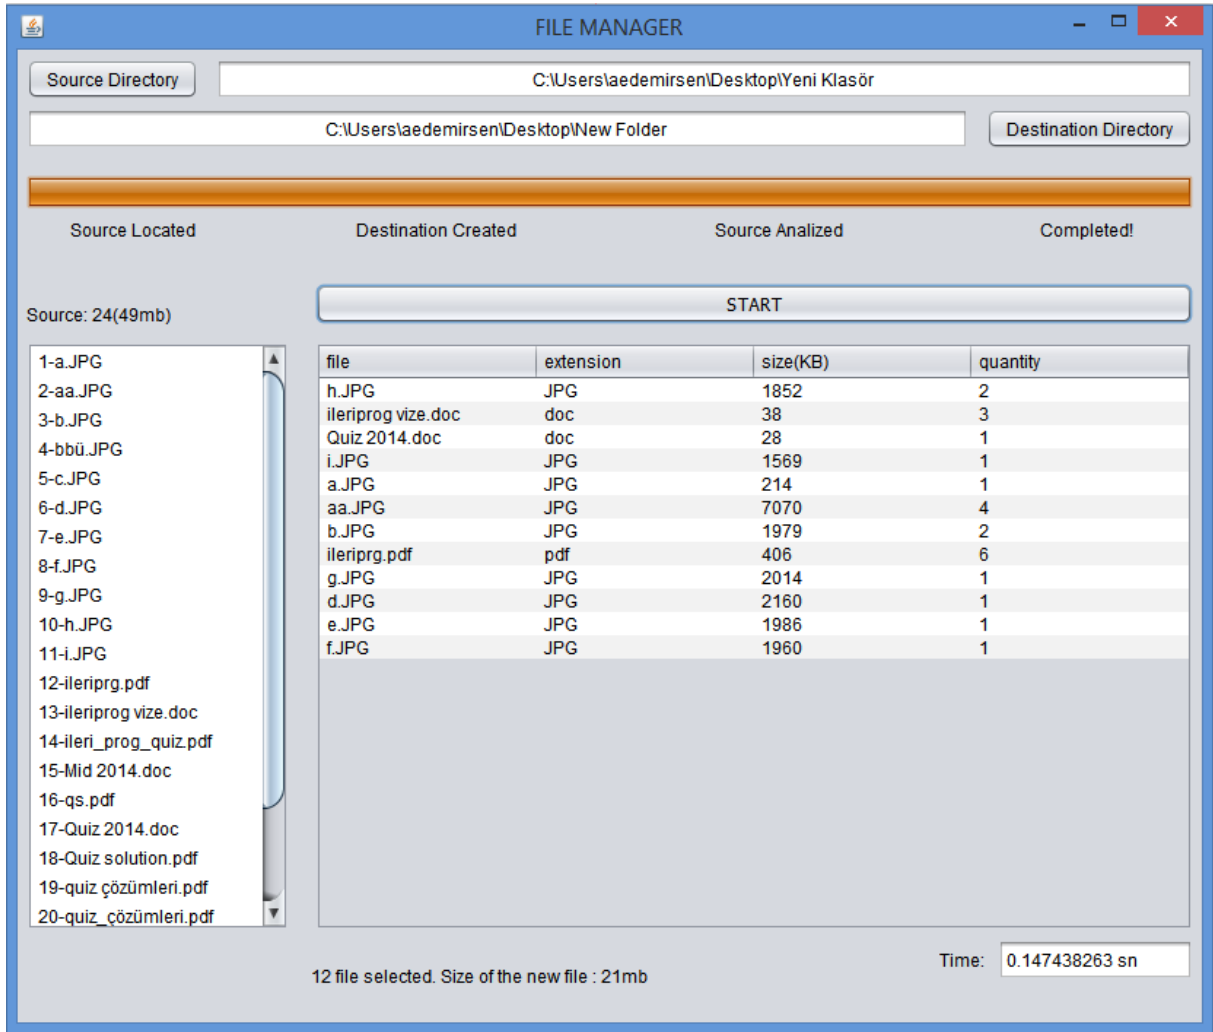 FILE MANAGER
Source Directory C:\Users\aedemirsen\Desktop\Yeni Klasör
C:\Users\aedemirsen\Desktop\New Folder Destination Directory
Source Located Destination Created Source Analized Completed!
START
Source: 24(49mb)
1-a.JPG
2-aa.JPG
3-b.JPG
4-bbü.JPG
5-c.JPG
6-d.JPG
7-e.JPG
8-f.JPG
9-g.JPG
10-h.JPG
11-i.JPG
12-ileriprg.pdf
13-ileriprog vize.doc
14-ileri_prog_quiz.pdf
15-Mid 2014.doc
16-qs.pdf
17-Quiz 2014.doc
18-Quiz solution.pdf
19-quiz çözümleri.pdf
20-quiz_çözümleri.pdf
file extension size(KB) quantity
h.JPG JPG 1852 2
ileriprog vize.doc doc 38 3
Quiz 2014.doc doc 28 1
i.JPG JPG 1569 1
a.JPG JPG 214 1
aa.JPG JPG 7070 4
b.JPG JPG 1979 2
ileriprg.pdf pdf 406 6
g.JPG JPG 2014 1
d.JPG JPG 2160 1
e.JPG JPG 1986 1
f.JPG JPG 1960 1
Time: 0.147438263 sn
12 file selected. Size of the new file : 21mb